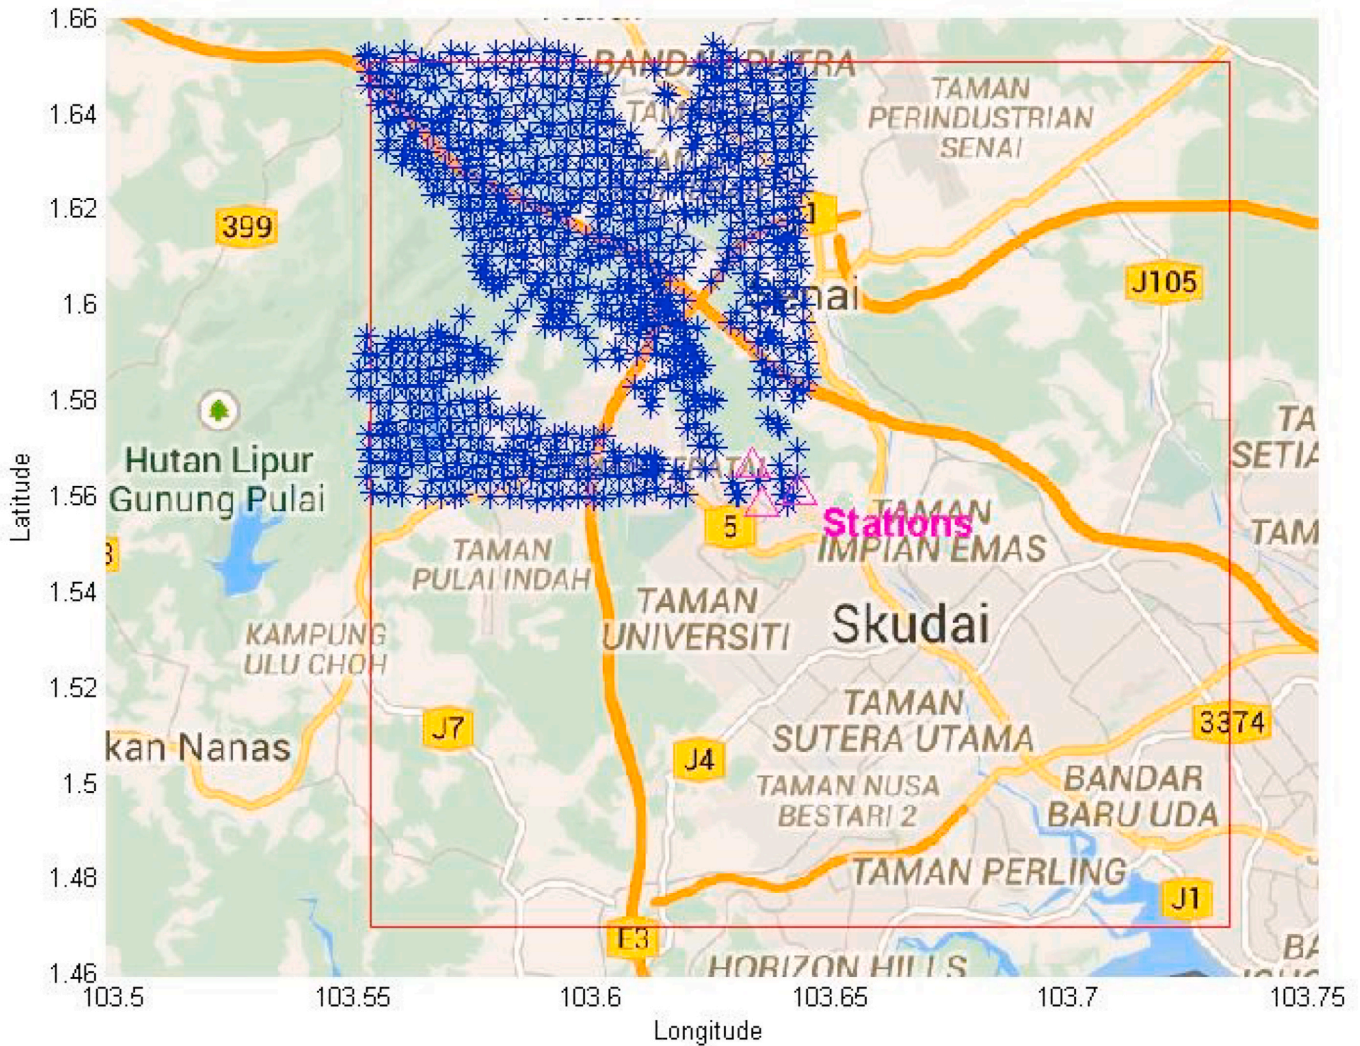 1.66
1.64
1.62
1.6
1.58
1.56
1.54
1.52
1.5
1.48
1.46
Latitude
BANDAR PUTRA
TAMAN
PERINDUSTRIAN
SENAI
399
1
J105
Senai
Hutan Lipur
Gunung Pulai
TA
SETIA
5
Stations
TAMAN
IMPIAN EMAS
TAM
3
TAMAN
PULAI INDAH
TAMAN
UNIVERSITI
Skudai
KAMPUNG
ULU CHOH
TAMAN
SUTERA UTAMA
3374
J7
kan Nanas
J4
TAMAN NUSA
BESTARI 2
BANDAR
BARU UDA
TAMAN PERLING
J1
E3
HORIZON HILLS
BA
103.5
103.55
103.6
103.65
103.7
103.75
Longitude